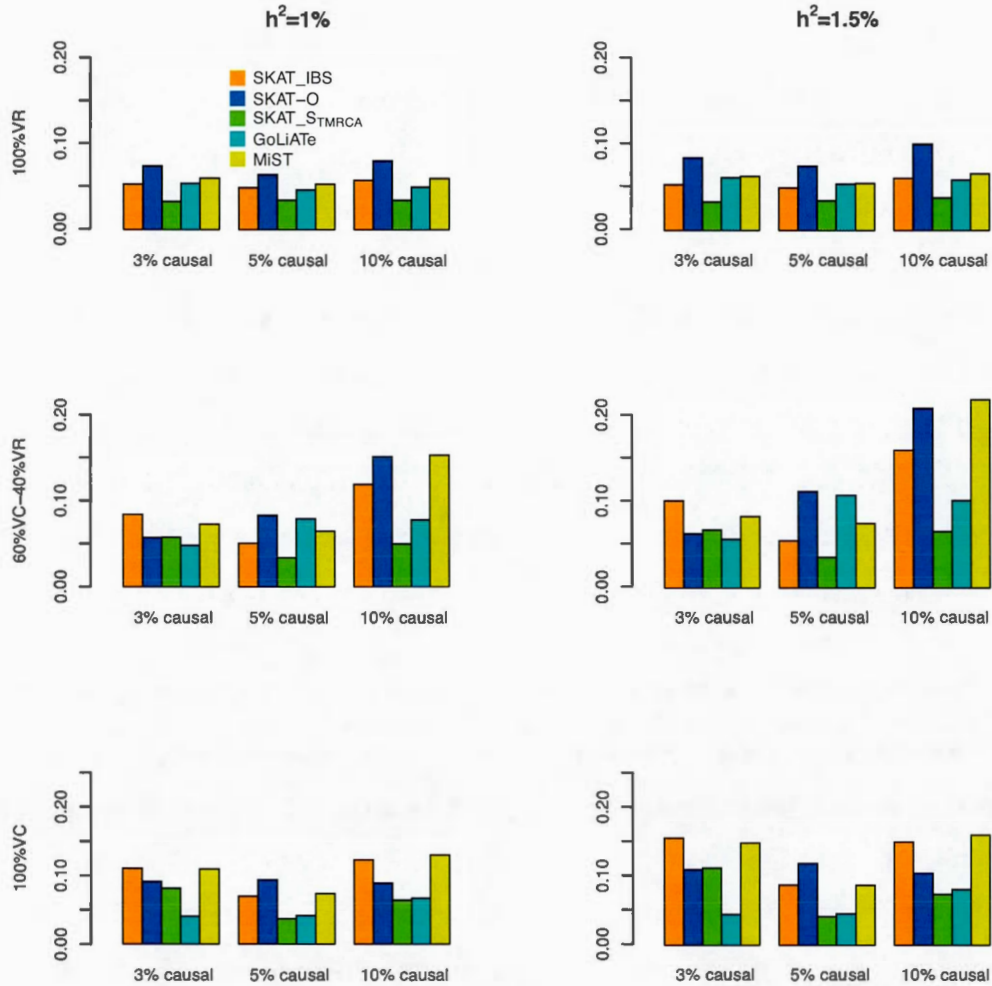 h²=1%
h²=1.5%
100%VR
0.20
0.10
0.00
SKAT_IBS
SKAT-O
SKAT_STMRCA
GoLiATe
MiST
3% causal
5% causal
10% causal
0.20
0.10
0.00
3% causal
5% causal
10% causal
60%VC-40%VR
0.20
0.10
0.00
3% causal
5% causal
10% causal
0.20
0.10
0.00
3% causal
5% causal
10% causal
100%VC
0.20
0.10
0.00
3% causal
5% causal
10% causal
0.20
0.10
0.00
3% causal
5% causal
10% causal